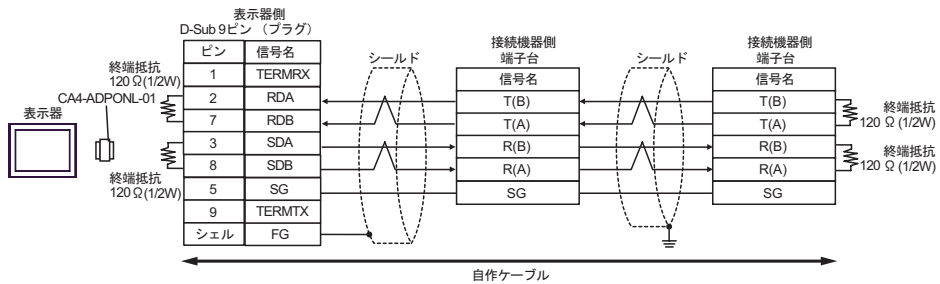 表示器側
D-Sub 9ピン （プラグ）
ピン 信号名
1 TERMRX
2 RDA
7 RDB
3 SDA
8 SDB
5 SG
9 TERMTX
シェル FG
終端抵抗
120 Ω(1/2W)
CA4-ADPONL-01
表示器
終端抵抗
120 Ω(1/2W)
シールド
接続機器側
端子台
信号名
T(B)
T(A)
R(B)
R(A)
SG
シールド
接続機器側
端子台
信号名
T(B)
T(A)
R(B)
R(A)
SG
終端抵抗
120 Ω (1/2W)
終端抵抗
120 Ω (1/2W)
自作ケーブル